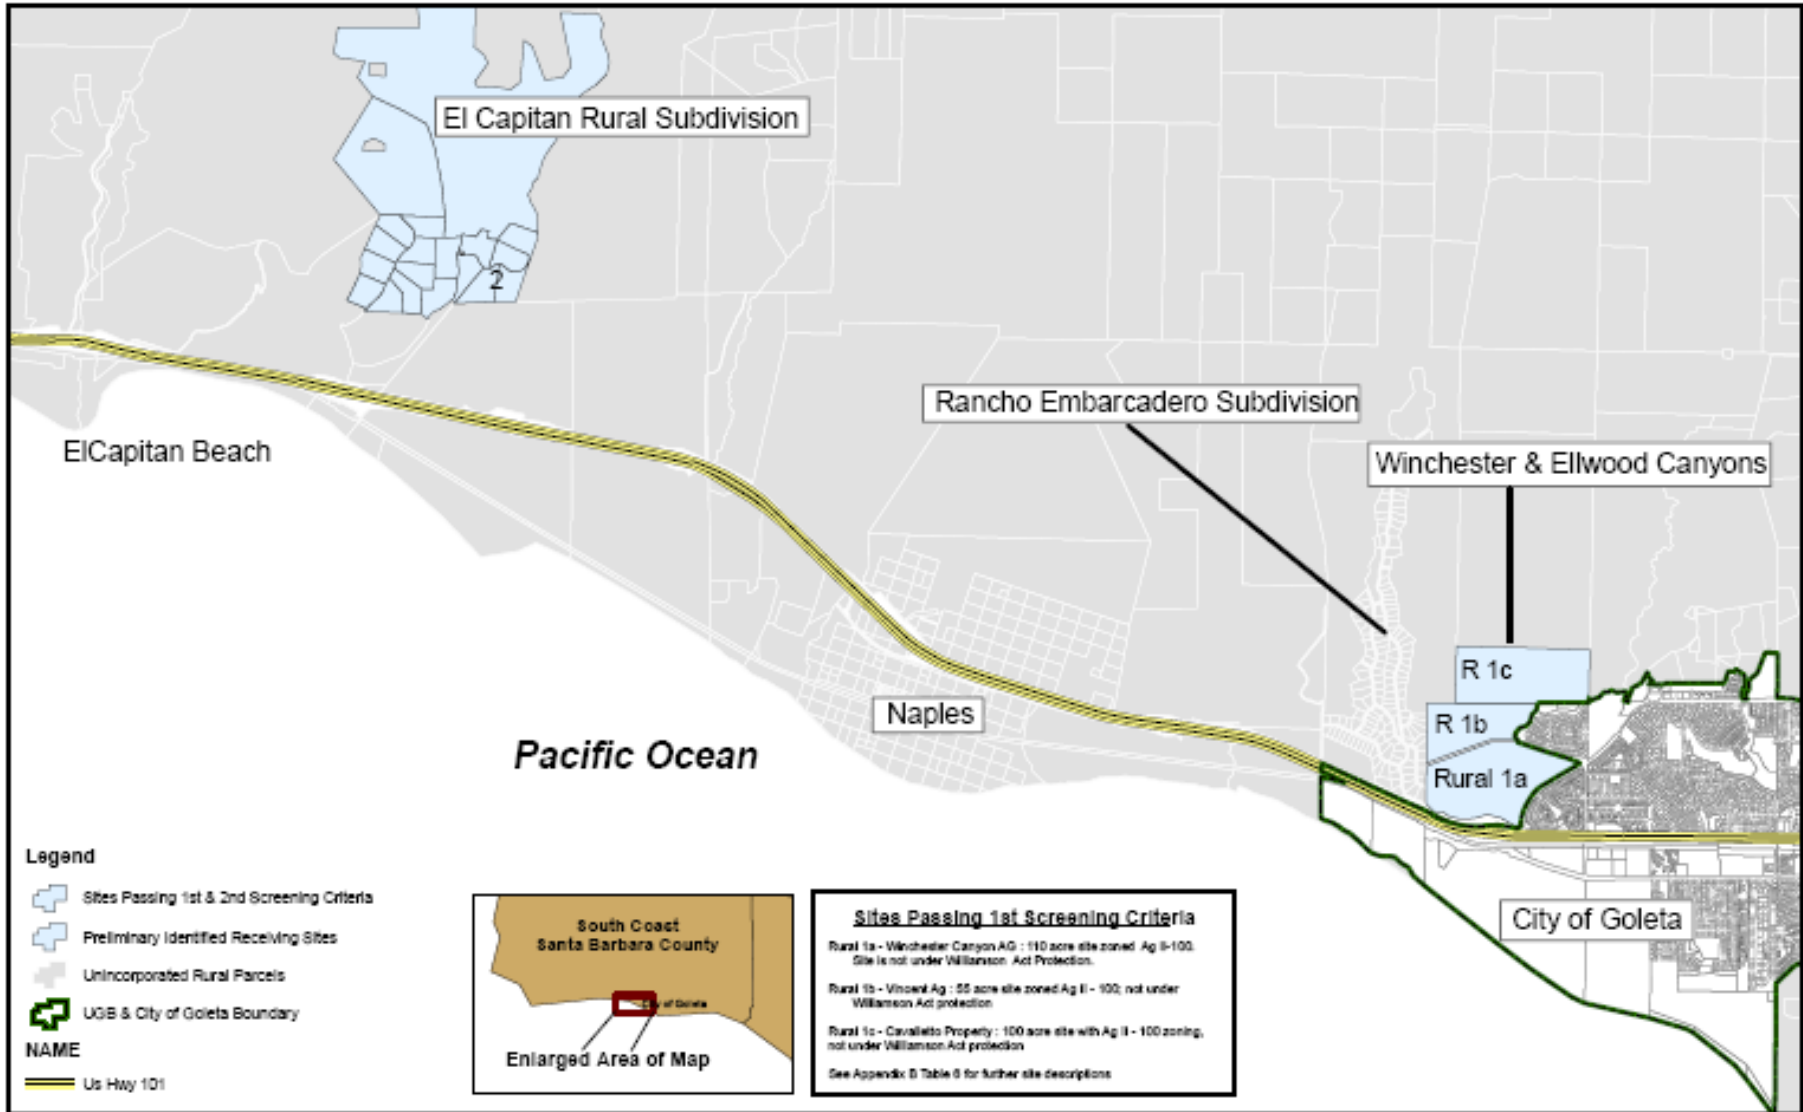 El Capitan Rural Subdivision
2
Rancho Embarcadero Subdivision
ElCapitan Beach
Winchester & Ellwood Canyons
R 1c
Naples
R 1b
Pacific Ocean
Rural 1a
City of Goleta
Legend
Sites Passing 1st & 2nd Screening Criteria
Preliminary Identified Receiving Sites
Unincorporated Rural Parcels
UGB & City of Goleta Boundary
NAME
Us Hwy 101
South Coast
Santa Barbara County
City of Goleta
Enlarged Area of Map
Sites Passing 1st Screening Criteria
Rural 1a - Winchester Canyon AG : 110 acre site zoned Ag II-100.
Site is not under Williamson Act Protection.
Rural 1b - Vincent Ag : 55 acre site zoned Ag II - 100; not under
Williamson Act protection
Rural 1c - Cavalletto Property : 100 acre site with Ag II - 100 zoning,
not under Williamson Act protection
See Appendix B Table 6 for further site descriptions